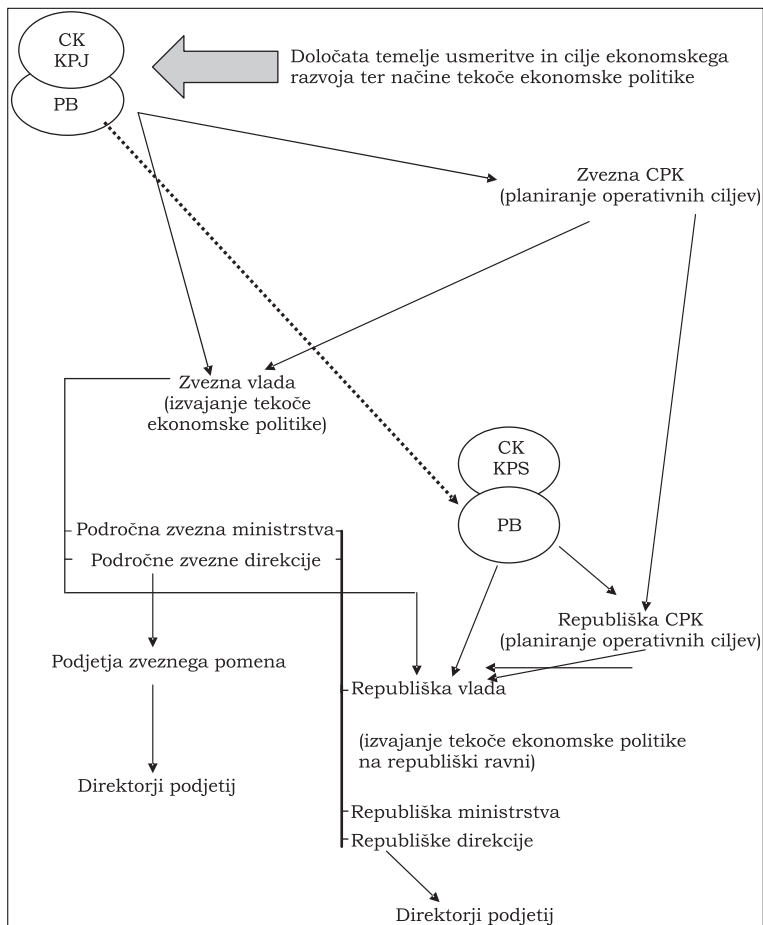 CK
KPJ
PB
Določata temelje usmeritve in cilje ekonomskega
razvoja ter načine tekoče ekonomske politike
Zvezna CPK
(planiranje operativnih ciljev)
Zvezna vlada
(izvajanje tekoče
ekonomske politike)
CK
KPS
PB
Področna zvezna ministrstva
Področne zvezne direkcije
Republiška CPK
(planiranje operativnih ciljev)
Podjetja zveznega pomena
Republiška vlada
(izvajanje tekoče ekonomske politike
na republiški ravni)
Direktorji podjetij
Republiška ministrstva
Republiške direkcije
Direktorji podjetij